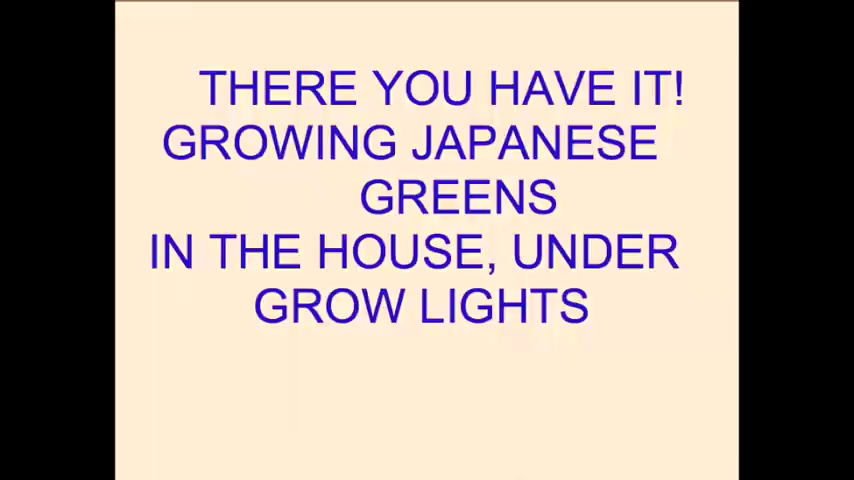 THERE YOU HAVE IT!
GROWING JAPANESE
GREENS
IN THE HOUSE, UNDER
GROW LIGHTS